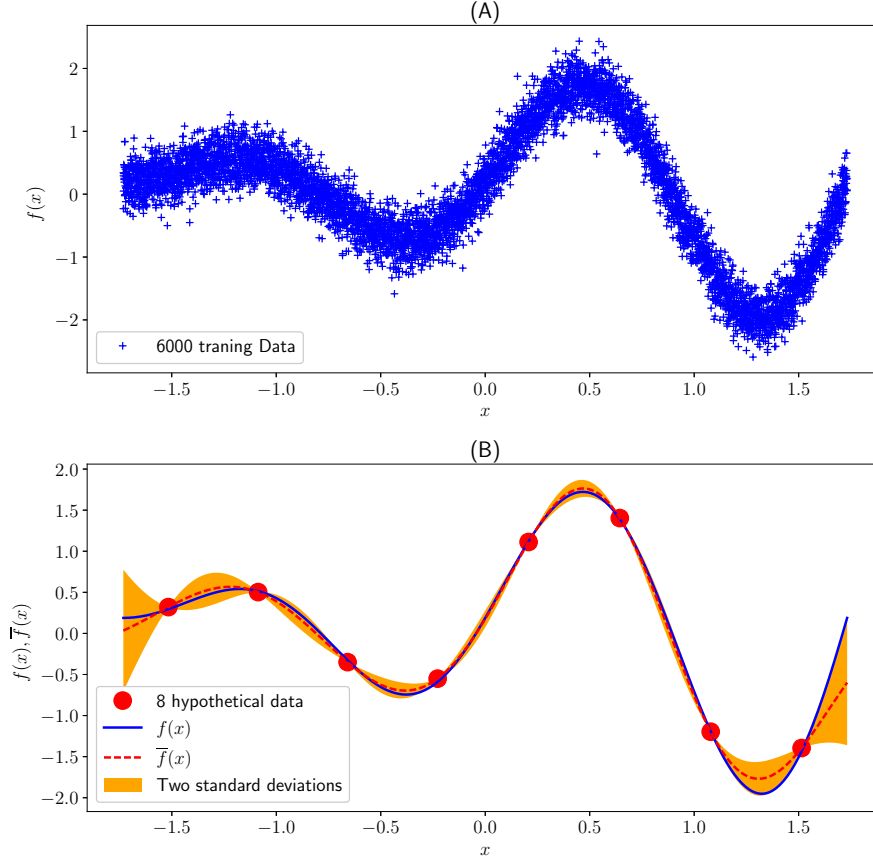 (A)
2
1
0
−1
−2
f(x)
6000 traning Data
−1.5 −1.0 −0.5 0.0 0.5 1.0 1.5
x
(B)
2.0
1.5
1.0
0.5
0.0
−0.5
−1.0
−1.5
−2.0
f(x), f̅(x)
8 hypothetical data
f(x)
f̅(x)
Two standard deviations
−1.5 −1.0 −0.5 0.0 0.5 1.0 1.5
x